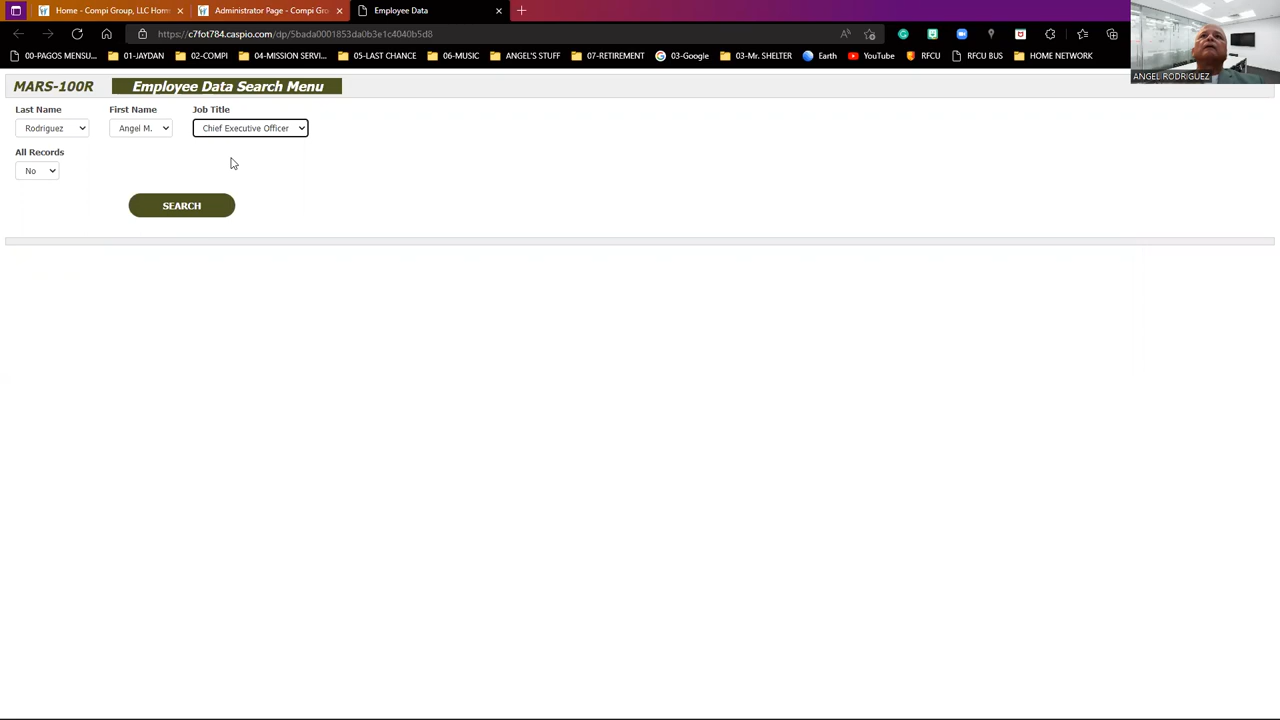 Home - Compi Group, LLC Hom
Administrator Page - Compi Gro
Employee Data
https://c7fot784.caspio.com/dp/5bada0001853da0b3e1c4040b5d8
00-PAGOS MENSU... 01-JAYDAN 02-COMPI 04-MISSION SERVI... 05-LAST CHANCE 06-MUSIC ANGEL'S STUFF 07-RETIREMENT 03-Google 03-Mr. SHELTER Earth YouTube RFCU RFCU BUS HOME NETWORK
ANGEL RODRIGUEZ
MARS-100R Employee Data Search Menu
Last Name First Name Job Title
Rodriguez Angel M. Chief Executive Officer
All Records
No
SEARCH